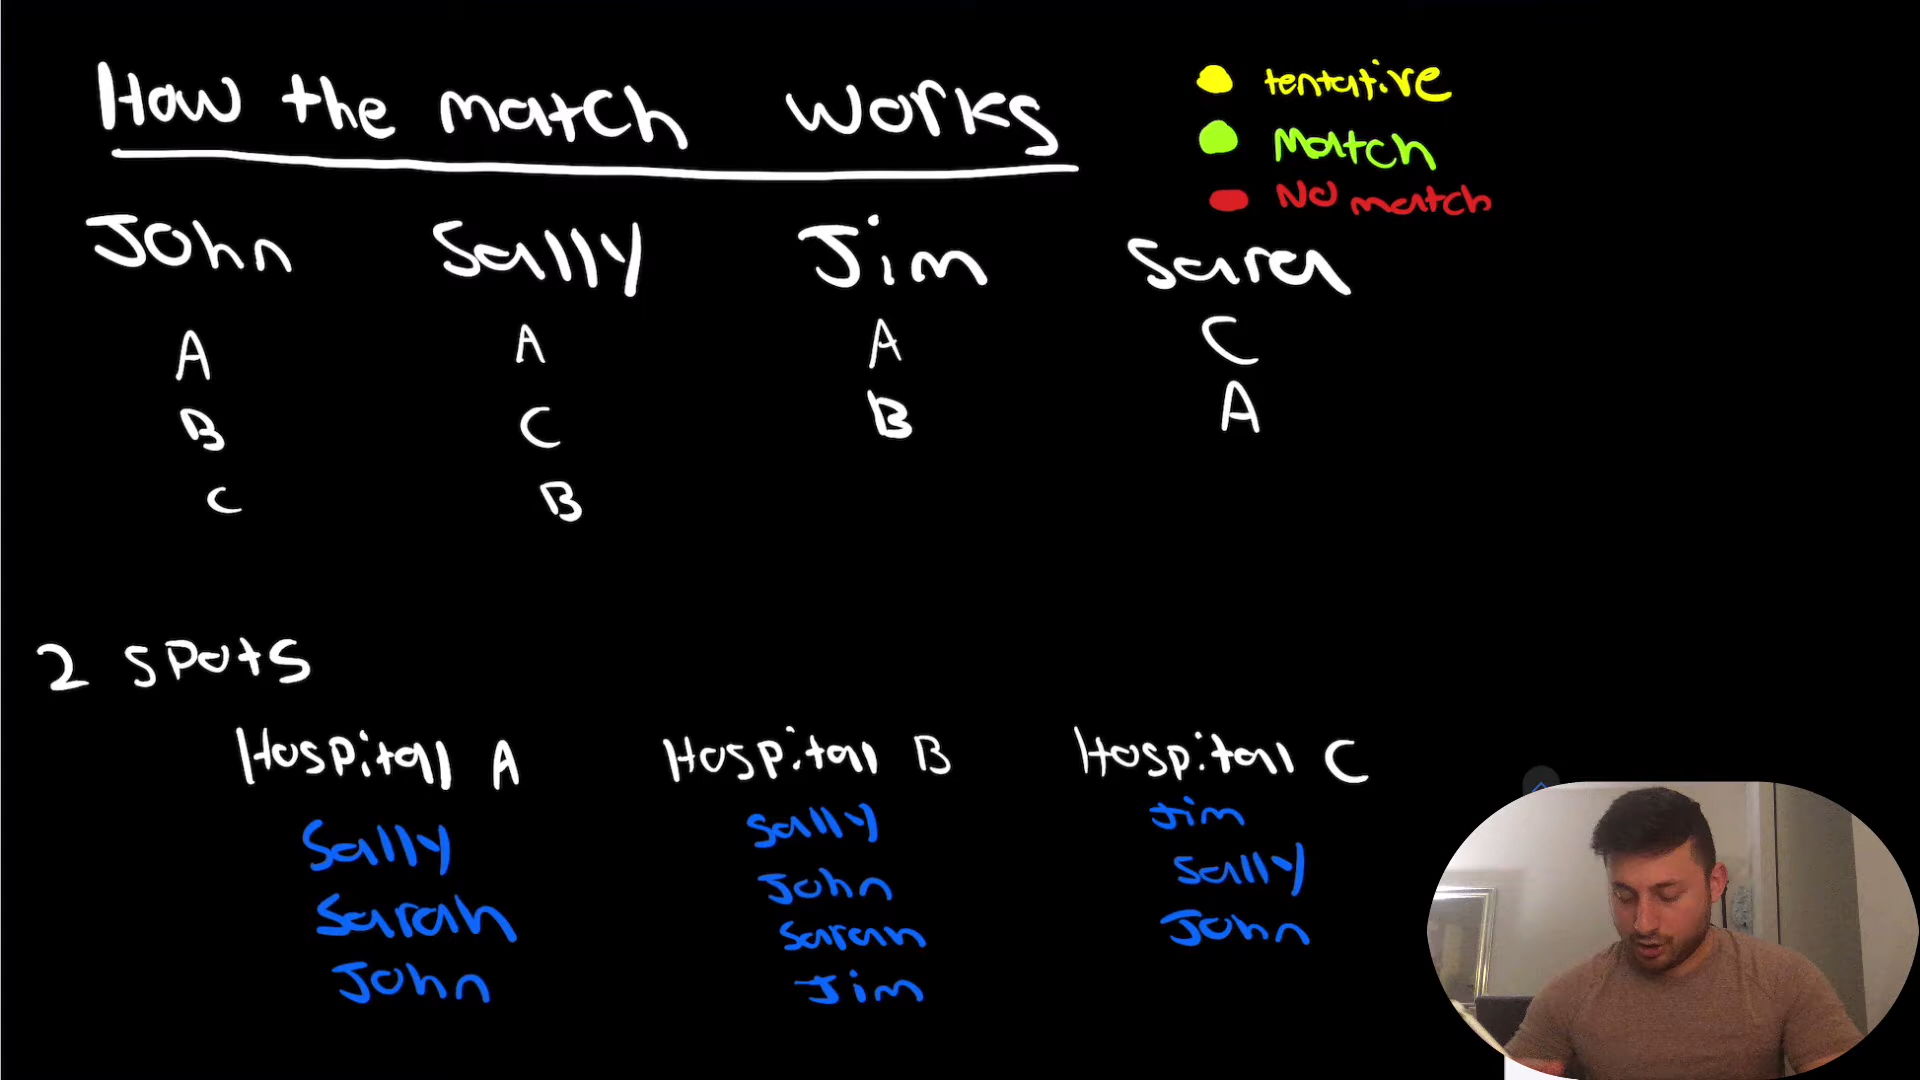 How the match works
tentative
Match
No match
John
A
B
C
Sally
A
C
B
Jim
A
B
Sara
C
A
2 spots
Hospital A
Sally
Sarah
John
Hospital B
Sally
John
Sarah
Jim
Hospital C
Jim
Sally
John